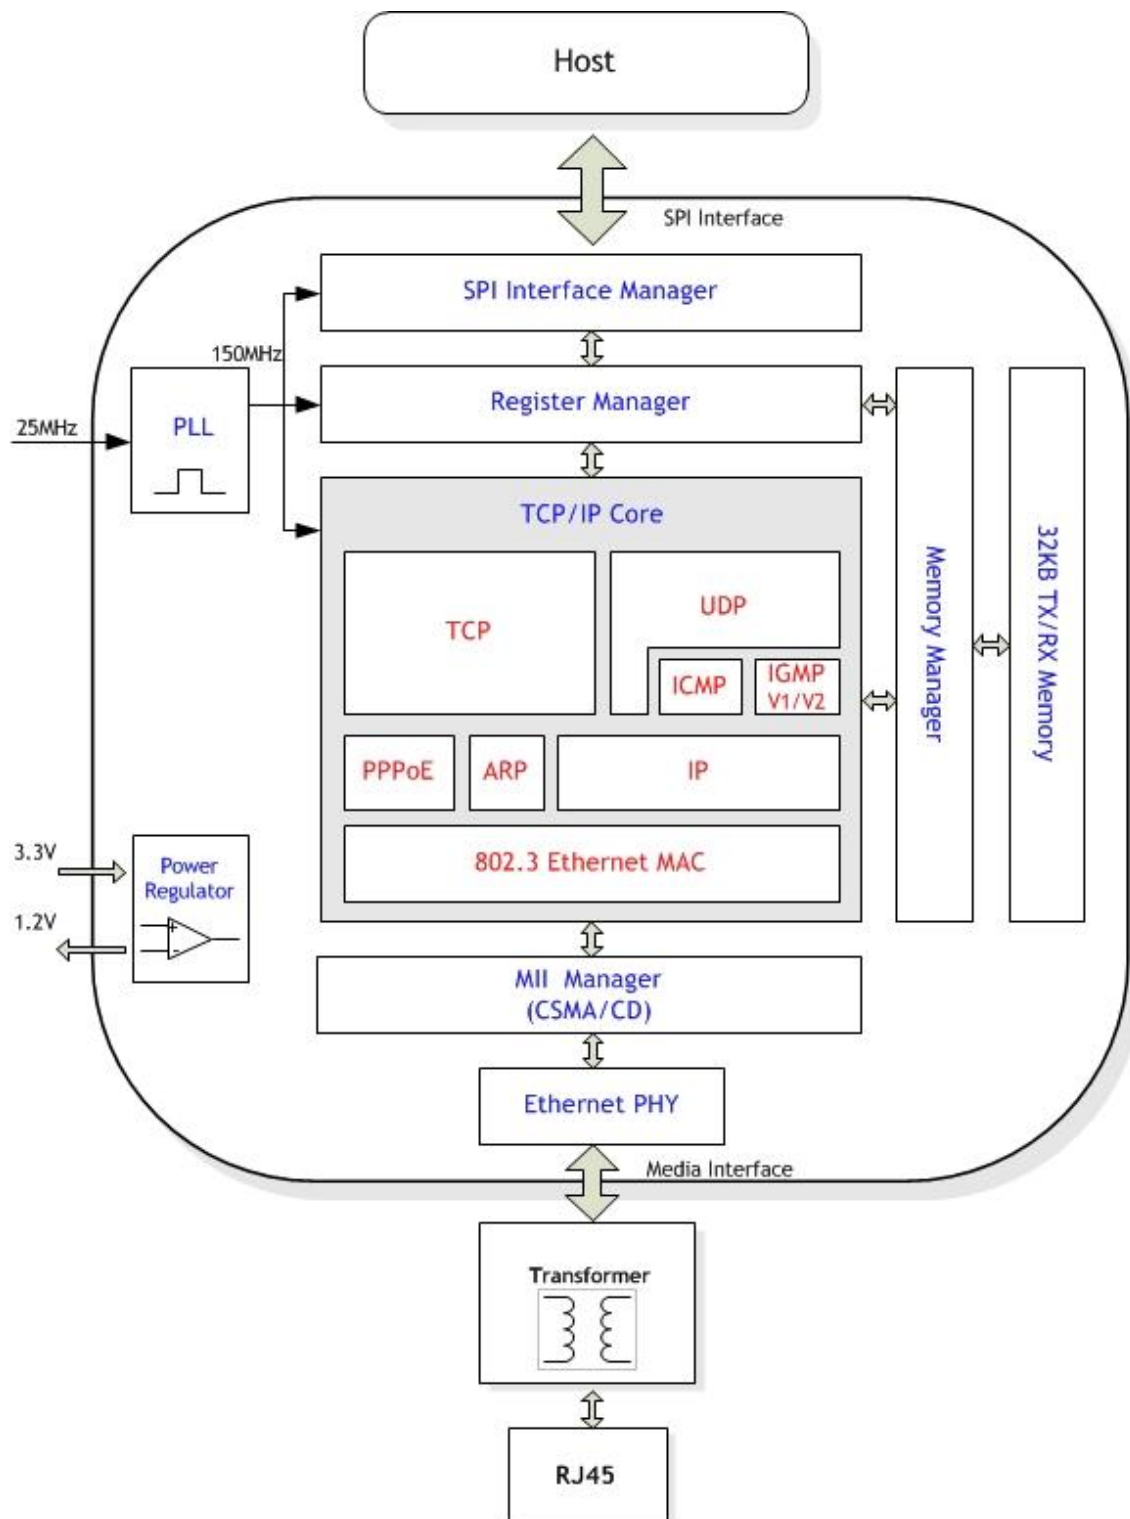 Host
SPI Interface
SPI Interface Manager
150MHz
Register Manager
25MHz
PLL
TCP/IP Core
TCP
UDP
ICMP
IGMP
V1/V2
PPPoE
ARP
IP
802.3 Ethernet MAC
Memory Manager
32KB TX/RX Memory
3.3V
1.2V
Power
Regulator
+
-
MII Manager
(CSMA/CD)
Ethernet PHY
Media Interface
Transformer
RJ45